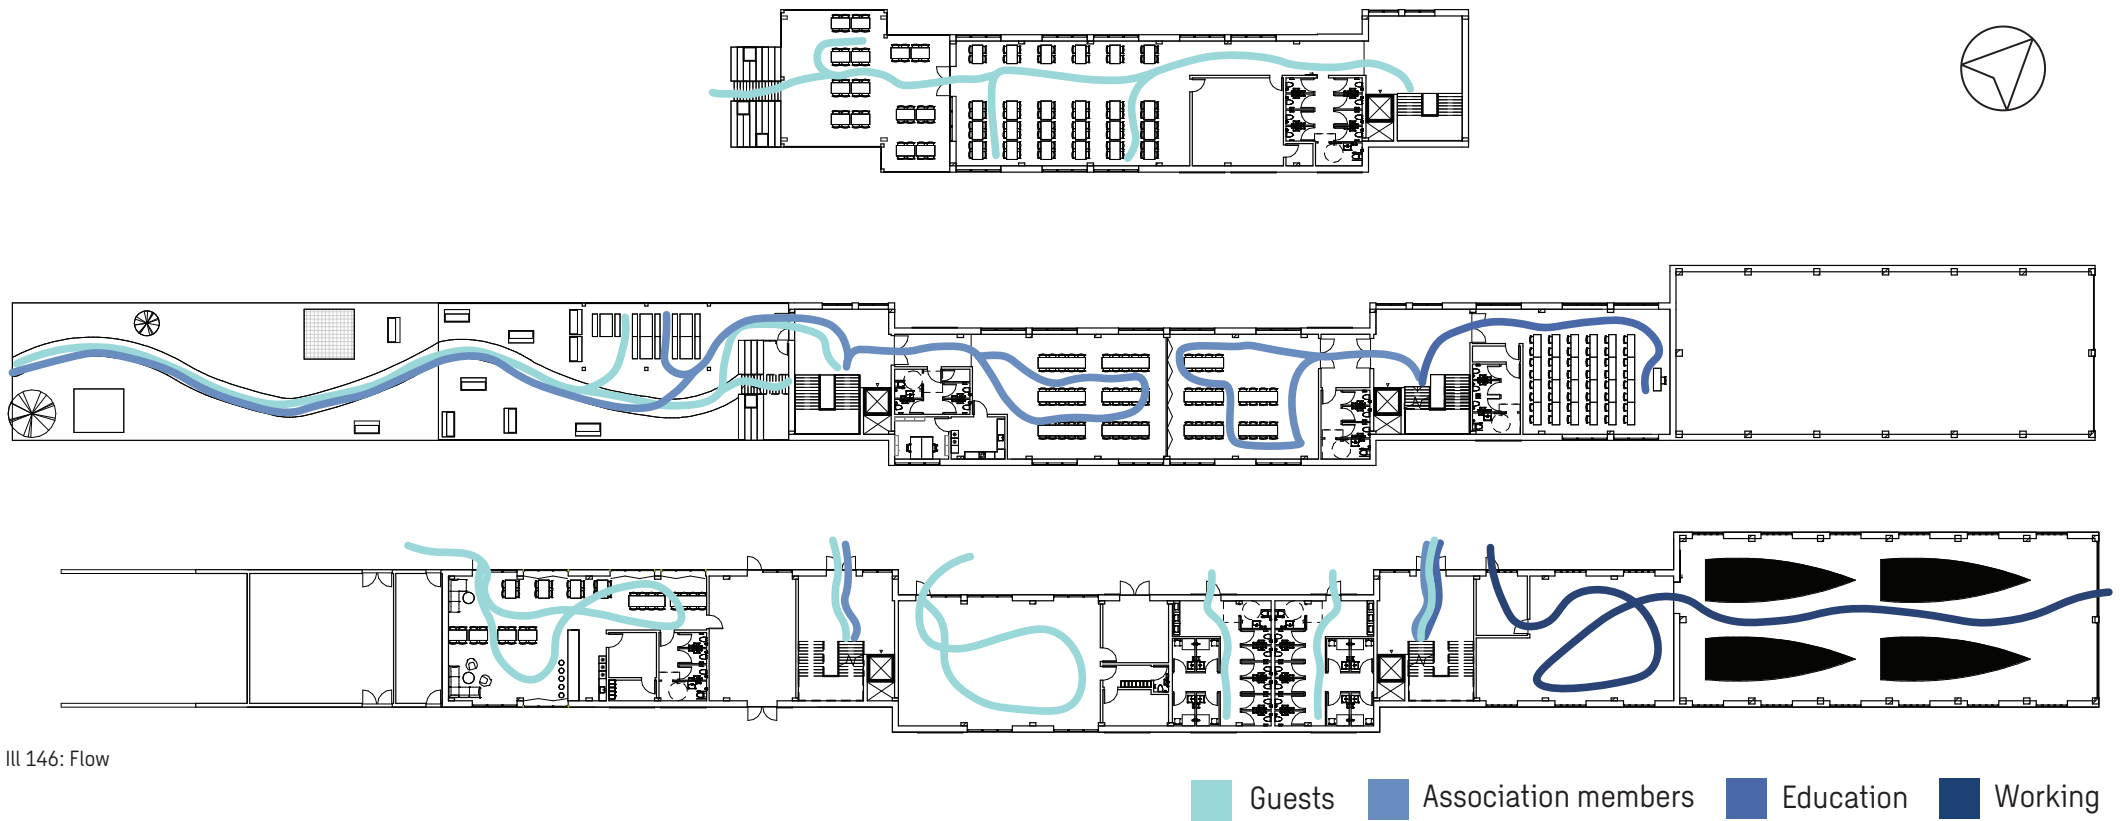 Ill 146: Flow
Guests
Association members
Education
Working